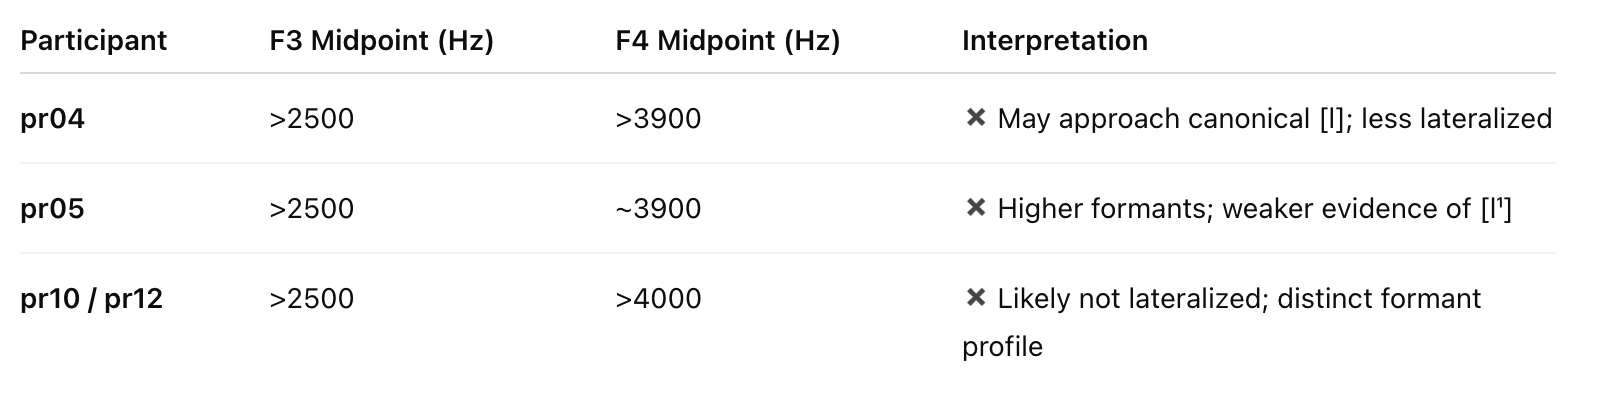 Participant F3 Midpoint (Hz) F4 Midpoint (Hz) Interpretation
pr04 >2500 >3900 ✖ May approach canonical [l]; less lateralized
pr05 >2500 ~3900 ✖ Higher formants; weaker evidence of [l¹]
pr10 / pr12 >2500 >4000 ✖ Likely not lateralized; distinct formant
profile